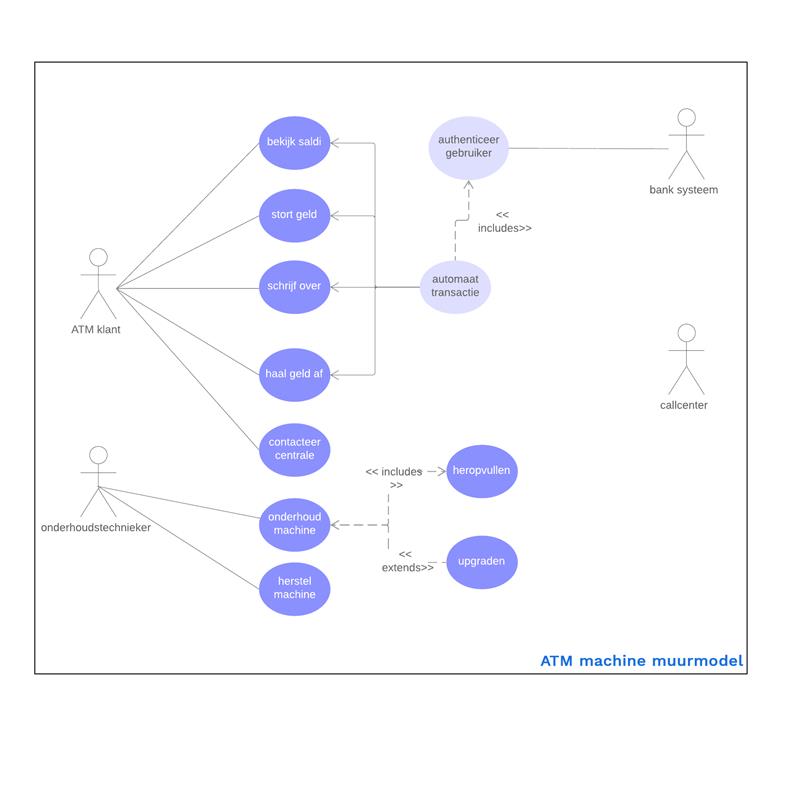 bekijk saldi
authenticeer
gebruiker
bank systeem
stort geld
<<
includes>>
schrijf over
automaat
transactie
ATM klant
haal geld af
callcenter
contacteer
centrale
<< includes
>>
heropvullen
onderhoudstechnieker
onderhoud
machine
<<
extends>>
upgraden
herstel
machine
ATM machine muurmodel